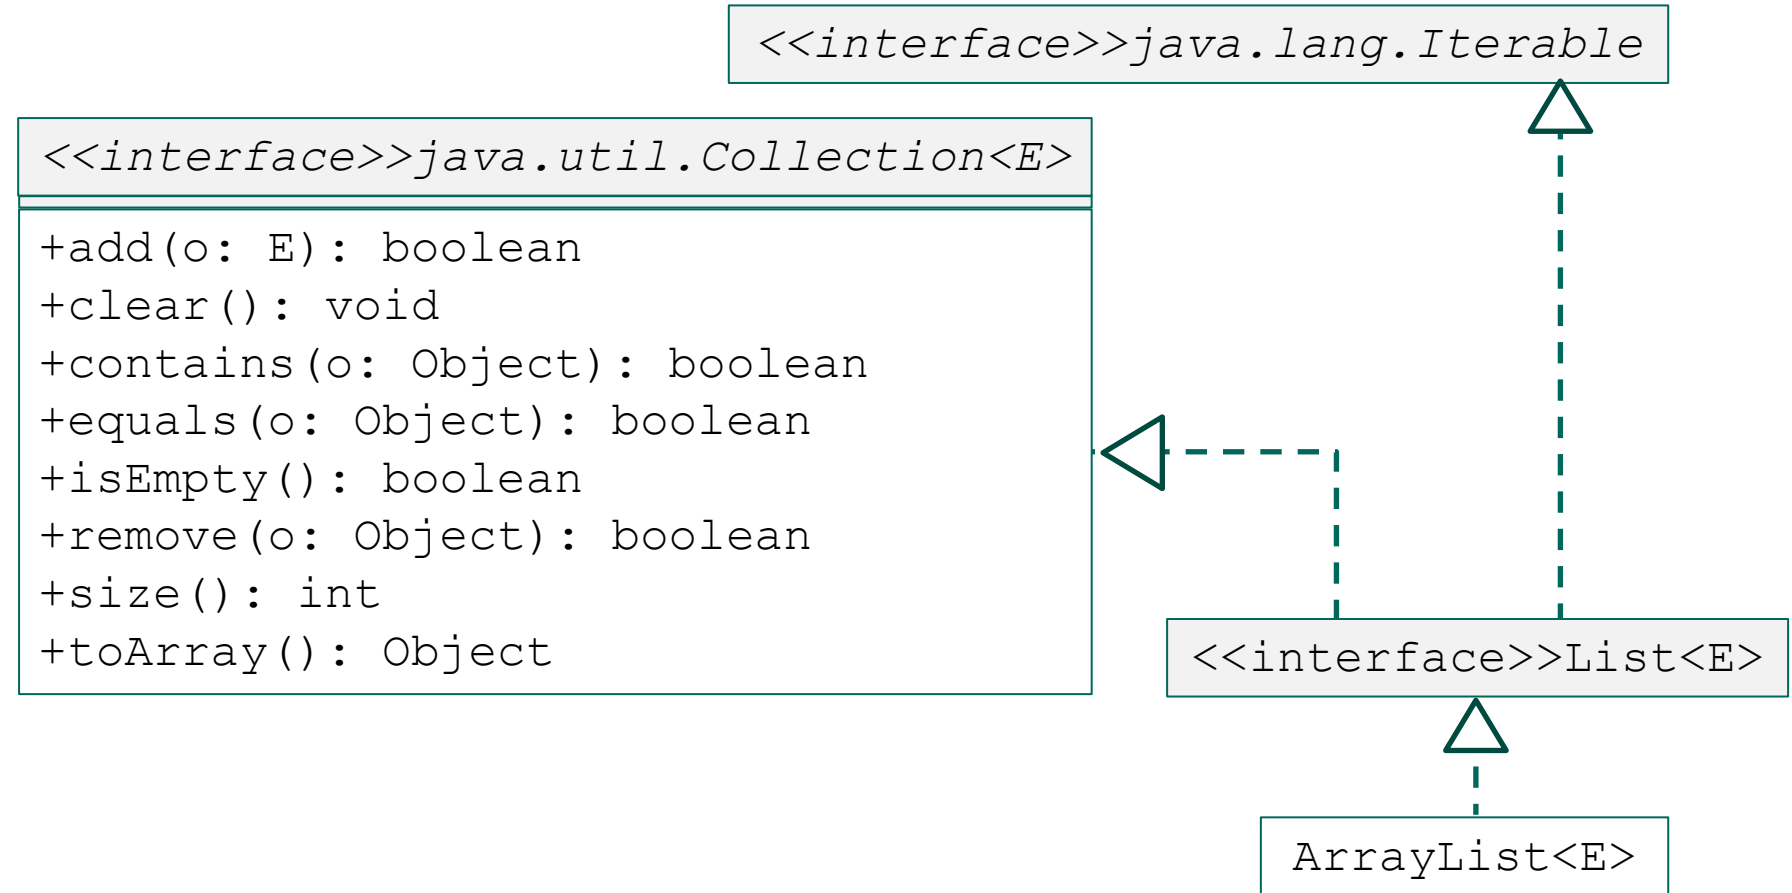 <<interface>>java.lang.Iterable
<<interface>>java.util.Collection<E>
+add(o: E): boolean
+clear(): void
+contains(o: Object): boolean
+equals(o: Object): boolean
+isEmpty(): boolean
+remove(o: Object): boolean
+size(): int
+toArray(): Object
<<interface>>List<E>
ArrayList<E>